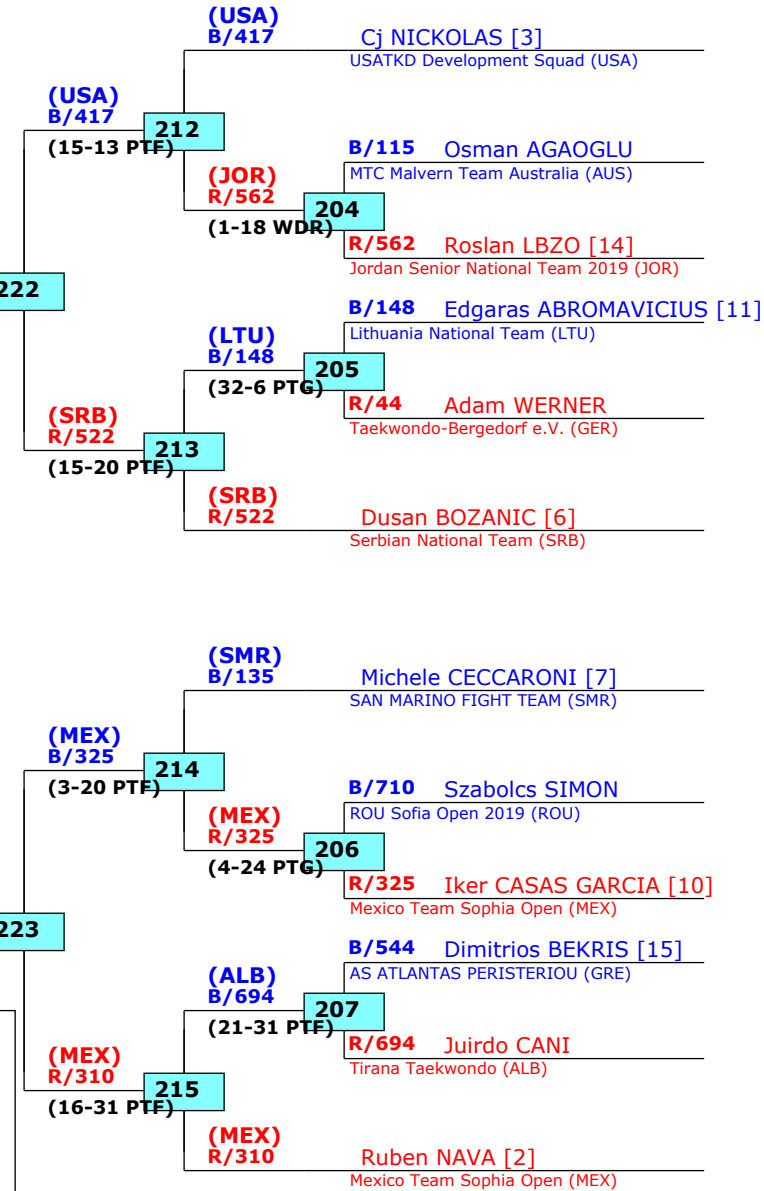 (USA)
B/417
Cj NICKOLAS [3]
USATKD Development Squad (USA)
(USA)
B/417
212
(15-13 PTF)
B/115 Osman AGAOGLU
MTC Malvern Team Australia (AUS)
(JOR)
R/562
204
(1-18 WDR)
R/562 Roslan LBZO [14]
Jordan Senior National Team 2019 (JOR)
222
B/148 Edgaras ABROMAVICIUS [11]
Lithuania National Team (LTU)
(LTU)
B/148
205
(32-6 PTG)
R/44 Adam WERNER
Taekwondo-Bergedorf e.V. (GER)
(SRB)
R/522
213
(15-20 PTF)
(SRB)
R/522
Dusan BOZANIC [6]
Serbian National Team (SRB)
(SMR)
B/135
Michele CECCARONI [7]
SAN MARINO FIGHT TEAM (SMR)
(MEX)
B/325
214
(3-20 PTF)
B/710 Szabolcs SIMON
ROU Sofia Open 2019 (ROU)
(MEX)
R/325
206
(4-24 PTG)
R/325 Iker CASAS GARCIA [10]
Mexico Team Sophia Open (MEX)
223
B/544 Dimitrios BEKRIS [15]
AS ATLANTAS PERISTERIOU (GRE)
(ALB)
B/694
207
(21-31 PTF)
R/694 Juirdo CANI
Tirana Taekwondo (ALB)
(MEX)
R/310
215
(16-31 PTF)
(MEX)
R/310
Ruben NAVA [2]
Mexico Team Sophia Open (MEX)